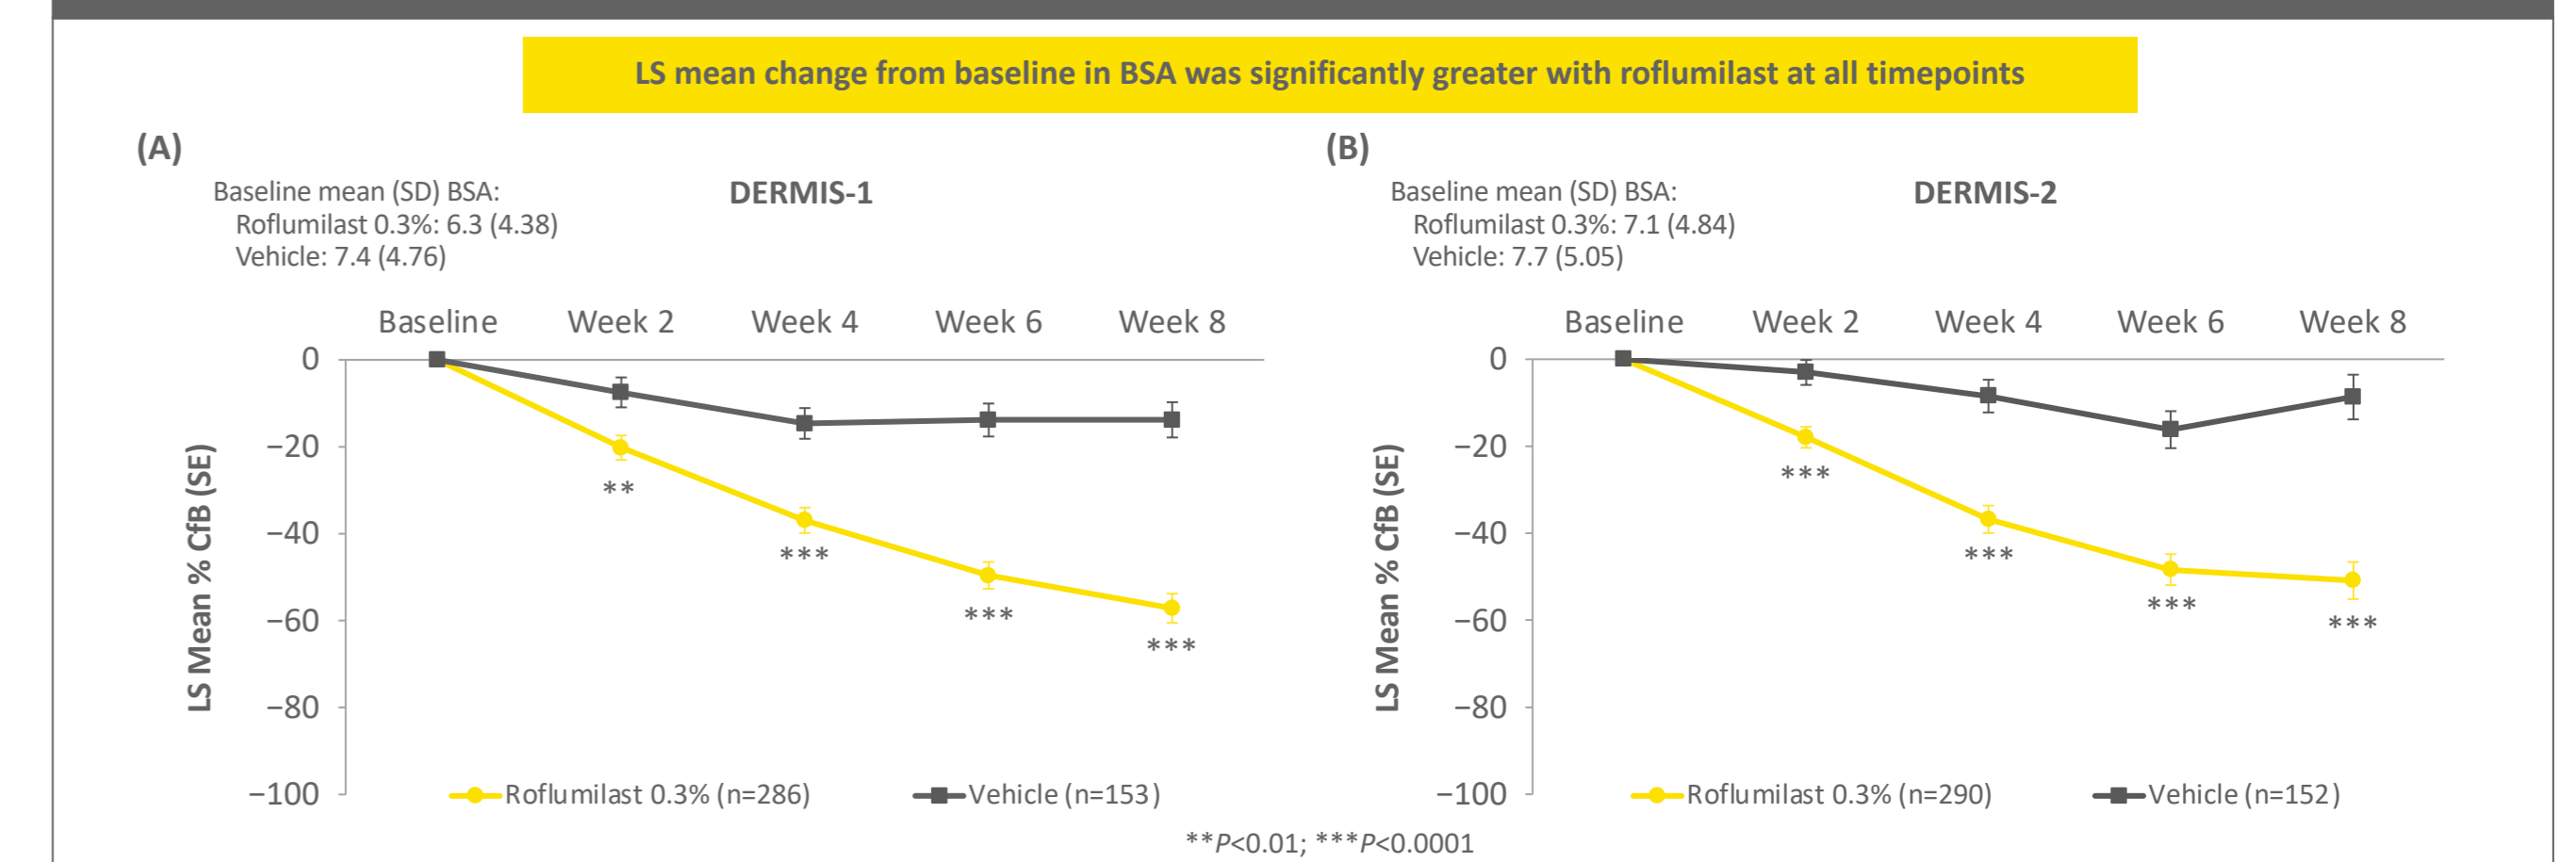 LS mean change from baseline in BSA was significantly greater with roflumilast at all timepoints
(A)
DERMIS-1
Baseline mean (SD) BSA:
Roflumilast 0.3%: 6.3 (4.38)
Vehicle: 7.4 (4.76)
Baseline Week 2 Week 4 Week 6 Week 8
LS Mean % CfB (SE)
0
−20
−40
−60
−80
−100
**
***
***
***
Roflumilast 0.3% (n=286) Vehicle (n=153)
(B)
DERMIS-2
Baseline mean (SD) BSA:
Roflumilast 0.3%: 7.1 (4.84)
Vehicle: 7.7 (5.05)
Baseline Week 2 Week 4 Week 6 Week 8
LS Mean % CfB (SE)
0
−20
−40
−60
−80
−100
***
***
***
***
Roflumilast 0.3% (n=290) Vehicle (n=152)
**P<0.01; ***P<0.0001